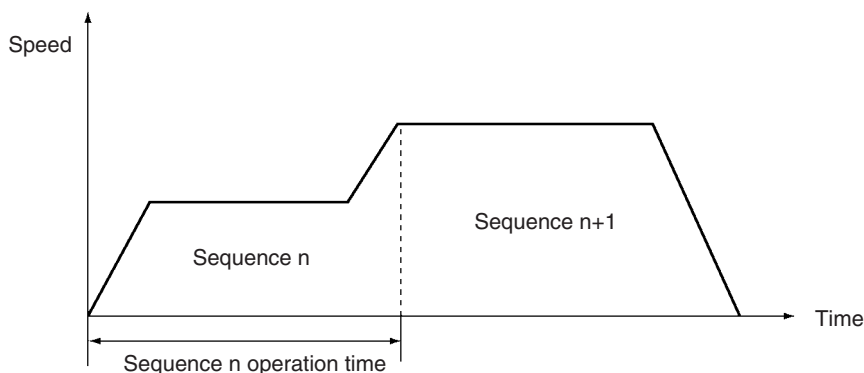 Speed
Sequence n
Sequence n+1
Time
Sequence n operation time